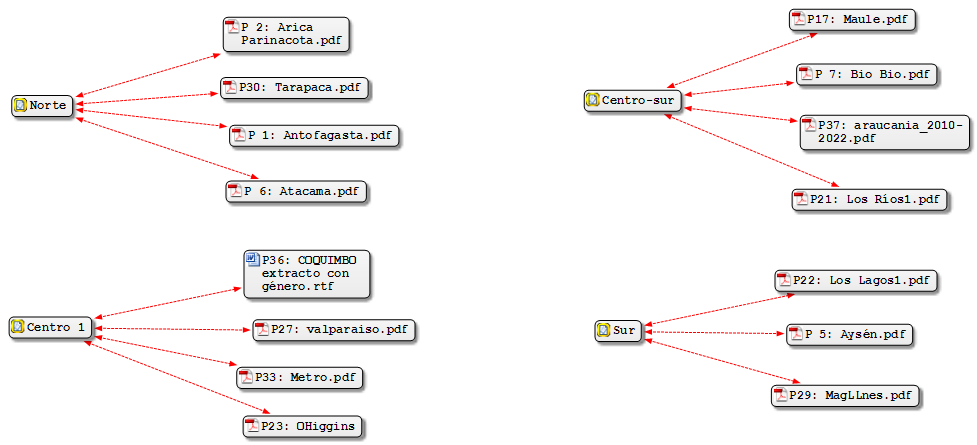 P 2: Arica
Parinacota.pdf
P30: Tarapaca.pdf
Norte
P 1: Antofagasta.pdf
P 6: Atacama.pdf
P17: Maule.pdf
P 7: Bio Bio.pdf
Centro-sur
P37: araucania_2010-
2022.pdf
P21: Los Ríos1.pdf
P36: COQUIMBO
extracto con
género.rtf
Centro 1
P27: valparaiso.pdf
P33: Metro.pdf
P23: OHiggins
P22: Los Lagos1.pdf
Sur
P 5: Aysén.pdf
P29: MagLLnes.pdf